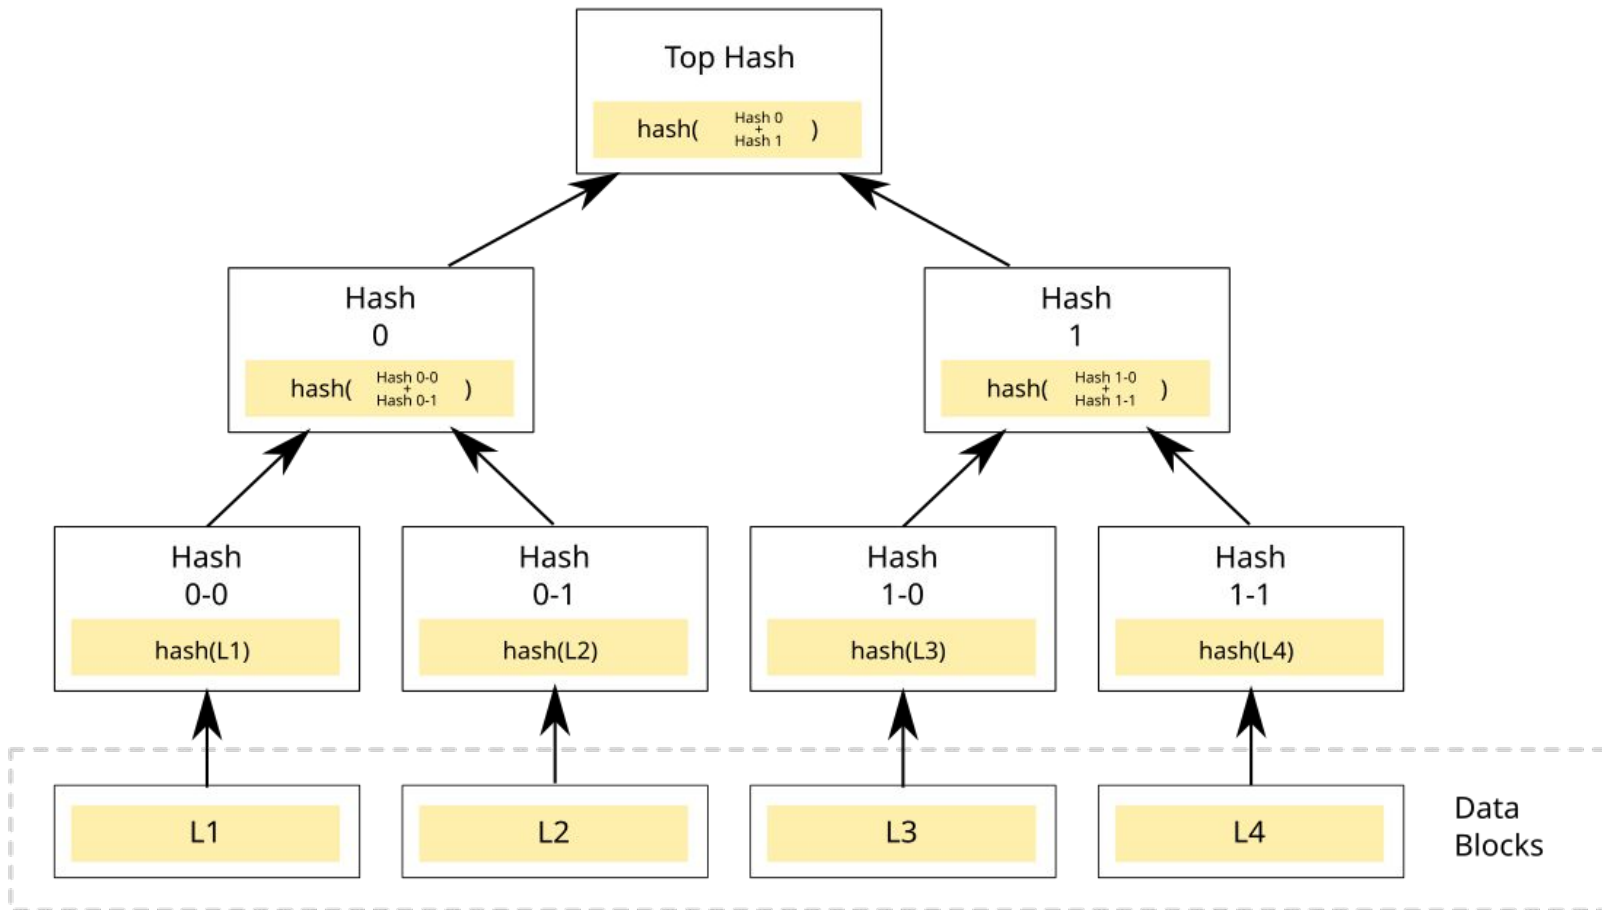 Top Hash
hash( Hash 0 + Hash 1 )
Hash
0
hash( Hash 0-0 + Hash 0-1 )
Hash
1
hash( Hash 1-0 + Hash 1-1 )
Hash
0-0
hash(L1)
Hash
0-1
hash(L2)
Hash
1-0
hash(L3)
Hash
1-1
hash(L4)
L1
L2
L3
L4
Data
Blocks